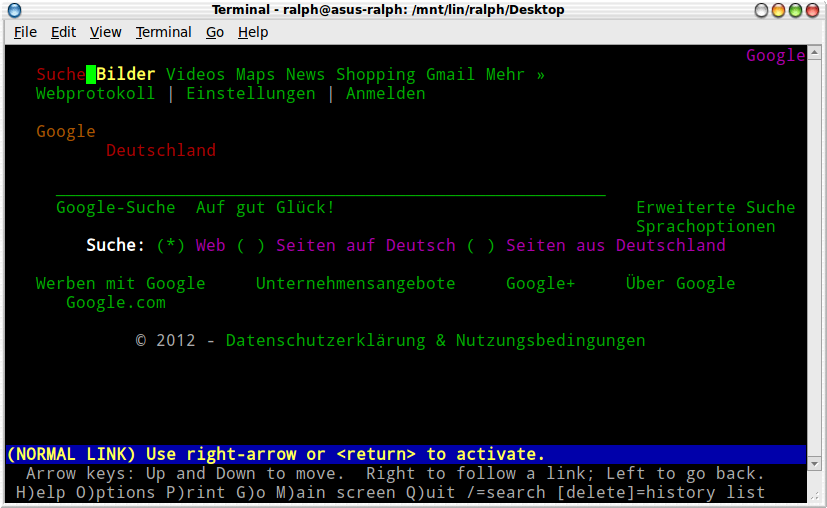 Terminal - ralph@asus-ralph: /mnt/lin/ralph/Desktop
File Edit View Terminal Go Help
Google
Suche Bilder Videos Maps News Shopping Gmail Mehr »
Webprotokoll | Einstellungen | Anmelden
Google
Deutschland
Google-Suche Auf gut Glück! Erweiterte Suche
Sprachoptionen
Suche: (*) Web ( ) Seiten auf Deutsch ( ) Seiten aus Deutschland
Werben mit Google Unternehmensangebote Google+ Über Google
Google.com
© 2012 - Datenschutzerklärung & Nutzungsbedingungen
(NORMAL LINK) Use right-arrow or <return> to activate.
Arrow keys: Up and Down to move. Right to follow a link; Left to go back.
H)elp O)ptions P)rint G)o M)ain screen Q)uit /=search [delete]=history list